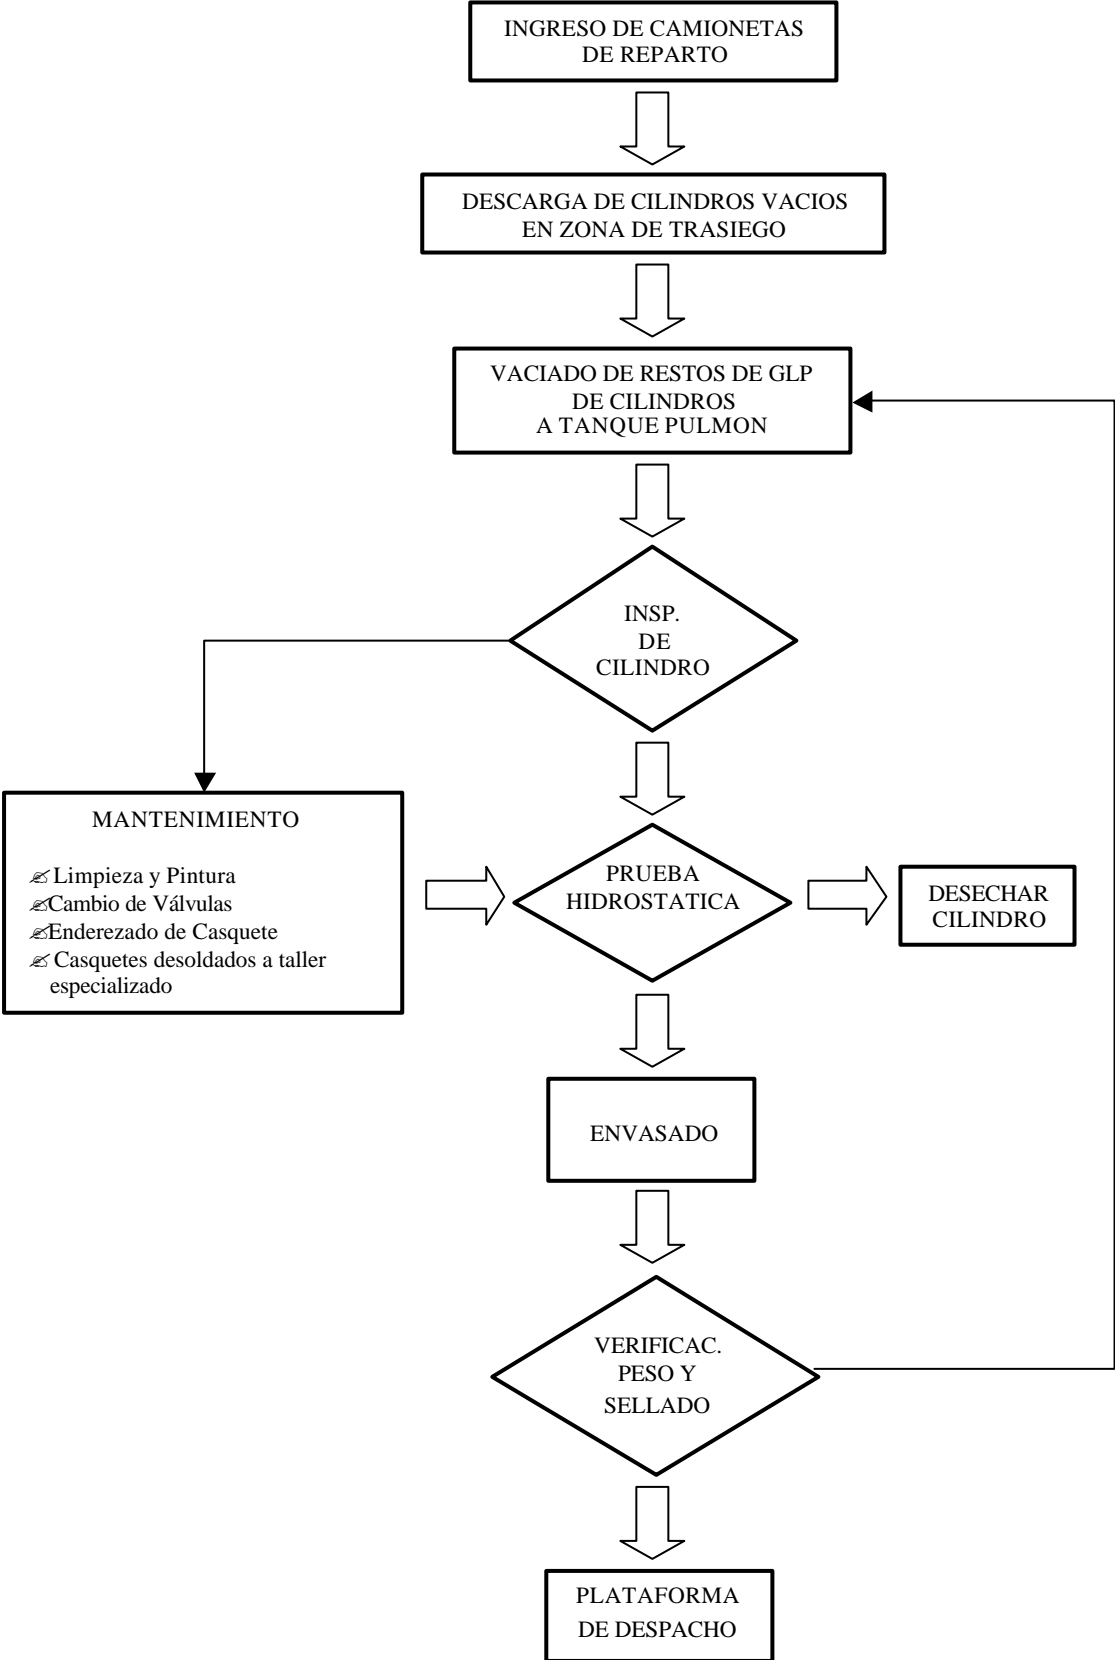 INGRESO DE CAMIONETAS
DE REPARTO
DESCARGA DE CILINDROS VACIOS
EN ZONA DE TRASIEGO
VACIADO DE RESTOS DE GLP
DE CILINDROS
A TANQUE PULMON
INSP.
DE
CILINDRO
MANTENIMIENTO
Limpieza y Pintura
Cambio de Válvulas
Enderezado de Casquete
Casquetes desoldados a taller
especializado
PRUEBA
HIDROSTATICA
DESECHAR
CILINDRO
ENVASADO
VERIFICAC.
PESO Y
SELLADO
PLATAFORMA
DE DESPACHO